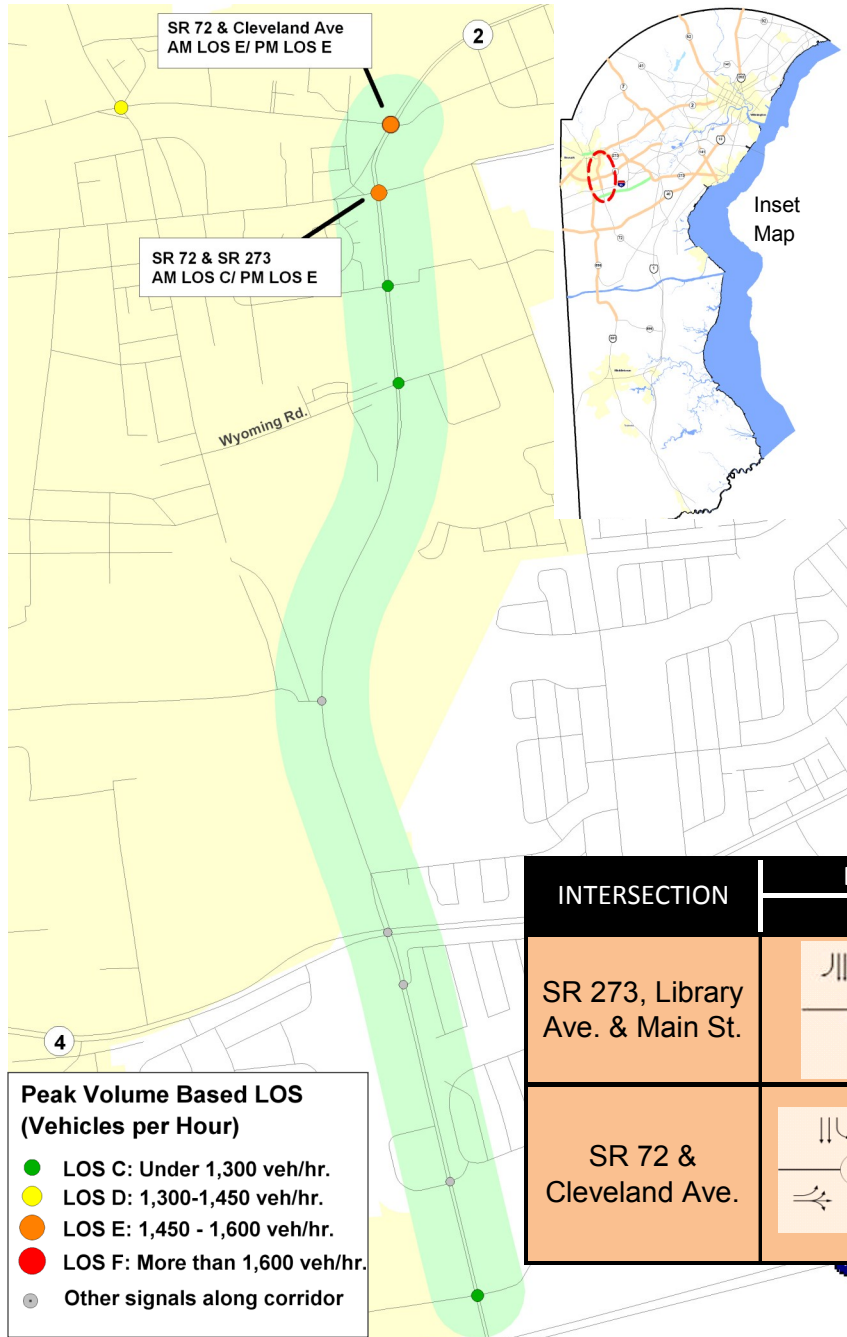 SR 72 & Cleveland Ave
AM LOS E/ PM LOS E
2
SR 72 & SR 273
AM LOS C/ PM LOS E
Wyoming Rd.
4
Inset
Map
Peak Volume Based LOS
(Vehicles per Hour)
LOS C: Under 1,300 veh/hr.
LOS D: 1,300-1,450 veh/hr.
LOS E: 1,450 - 1,600 veh/hr.
LOS F: More than 1,600 veh/hr.
Other signals along corridor
INTERSECTION
SR 273, Library
Ave. & Main St.
SR 72 &
Cleveland Ave.